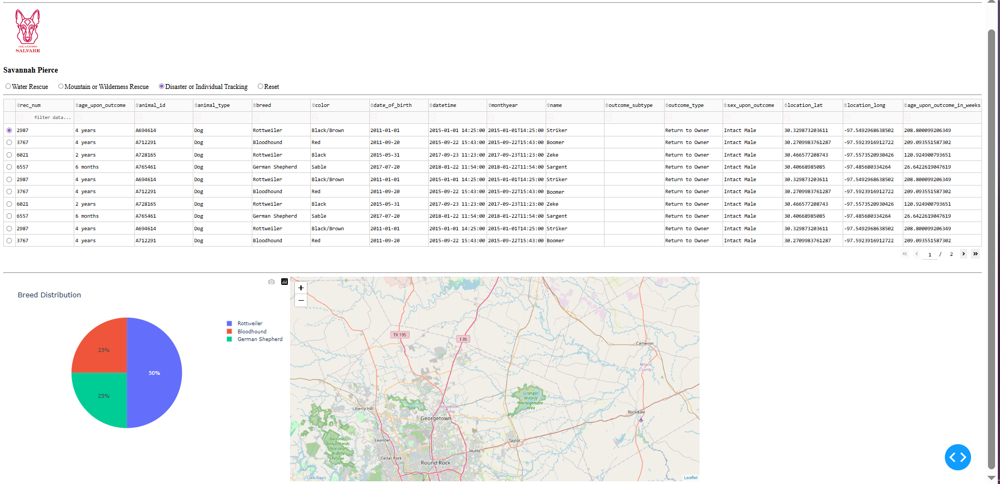 GRAZIOSO
SALVARE
Savannah Pierce
Water Rescue Mountain or Wilderness Rescue Disaster or Individual Tracking Reset
rec_num age_upon_outcome animal_id animal_type breed color date_of_birth datetime monthyear name outcome_subtype outcome_type sex_upon_outcome location_lat location_long age_upon_outcome_in_weeks
filter data...
2987 4 years A694614 Dog Rottweiler Black/Brown 2011-01-01 2015-01-01 14:25:00 2015-01-01T14:25:00 Striker Return to Owner Intact Male 30.329873203611 -97.5492968638502 208.800099206349
3767 4 years A712291 Dog Bloodhound Red 2011-09-20 2015-09-22 15:43:00 2015-09-22T15:43:00 Boomer Return to Owner Intact Male 30.2709983761287 -97.5923916912722 209.093551587302
6021 2 years A728165 Dog Rottweiler Black 2015-05-31 2017-09-23 11:23:00 2017-09-23T11:23:00 Zeke Return to Owner Intact Male 30.466577208743 -97.5573520930426 120.924900793651
6557 6 months A765461 Dog German Shepherd Sable 2017-07-20 2018-01-22 11:54:00 2018-01-22T11:54:00 Sargent Return to Owner Intact Male 30.40668985085 -97.485680334264 26.6422619047619
2987 4 years A694614 Dog Rottweiler Black/Brown 2011-01-01 2015-01-01 14:25:00 2015-01-01T14:25:00 Striker Return to Owner Intact Male 30.329873203611 -97.5492968638502 208.800099206349
3767 4 years A712291 Dog Bloodhound Red 2011-09-20 2015-09-22 15:43:00 2015-09-22T15:43:00 Boomer Return to Owner Intact Male 30.2709983761287 -97.5923916912722 209.093551587302
6021 2 years A728165 Dog Rottweiler Black 2015-05-31 2017-09-23 11:23:00 2017-09-23T11:23:00 Zeke Return to Owner Intact Male 30.466577208743 -97.5573520930426 120.924900793651
6557 6 months A765461 Dog German Shepherd Sable 2017-07-20 2018-01-22 11:54:00 2018-01-22T11:54:00 Sargent Return to Owner Intact Male 30.40668985085 -97.485680334264 26.6422619047619
2987 4 years A694614 Dog Rottweiler Black/Brown 2011-01-01 2015-01-01 14:25:00 2015-01-01T14:25:00 Striker Return to Owner Intact Male 30.329873203611 -97.5492968638502 208.800099206349
3767 4 years A712291 Dog Bloodhound Red 2011-09-20 2015-09-22 15:43:00 2015-09-22T15:43:00 Boomer Return to Owner Intact Male 30.2709983761287 -97.5923916912722 209.093551587302
« ‹ 1 / 2 › »
Breed Distribution
Rottweiler
Bloodhound
German Shepherd
25%
50%
25%
+
−
TX 195
I 35
Cameron
Milam
County
Granger
Wildlife
Management
Area
Liberty Hill
Williamson
County
Georgetown
Rockdale
Balcones
Canyonlands
National
Wildlife
Refuge
Leander
Taylor
Hutto
Cedar Park
Round Rock
Lake Travis
Leaflet